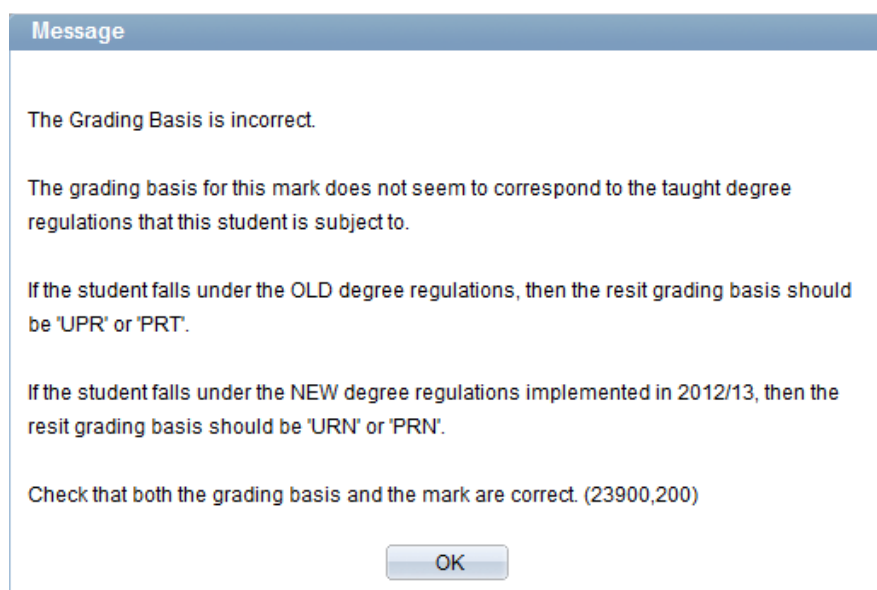 Message
The Grading Basis is incorrect.
The grading basis for this mark does not seem to correspond to the taught degree
regulations that this student is subject to.
If the student falls under the OLD degree regulations, then the resit grading basis should
be 'UPR' or 'PRT'.
If the student falls under the NEW degree regulations implemented in 2012/13, then the
resit grading basis should be 'URN' or 'PRN'.
Check that both the grading basis and the mark are correct. (23900,200)
OK